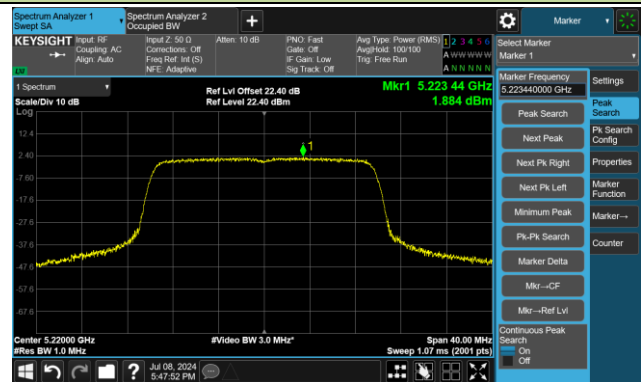 Spectrum Analyzer 1
Swept SA
Spectrum Analyzer 2
Occupied BW
Marker
KEYSIGHT
Input: RF
Coupling: AC
Align: Auto
Input Z: 50 Ω
Corrections: Off
Freq Ref: Int (S)
NFE: Adaptive
Atten: 10 dB
PNO: Fast
Gate: Off
IF Gain: Low
Sig Track: Off
Avg Type: Power (RMS)
Avg|Hold: 100/100
Trig: Free Run
1 2 3 4 5 6
A W W W W W
A N N N N N
Select Marker
Marker 1
1 Spectrum
Scale/Div 10 dB
Log
Ref Lvl Offset 22.40 dB
Ref Level 22.40 dBm
Mkr1 5.223 44 GHz
1.884 dBm
12.4
2.40
-7.60
-17.6
-27.6
-37.6
-47.6
-57.6
-67.6
1
Center 5.22000 GHz
#Res BW 1.0 MHz
#Video BW 3.0 MHz*
Span 40.00 MHz
Sweep 1.07 ms (2001 pts)
Marker Frequency
5.223440000 GHz
Peak Search
Next Peak
Next Pk Right
Next Pk Left
Minimum Peak
Pk-Pk Search
Marker Delta
Mkr→CF
Mkr→Ref Lvl
Continuous Peak
Search
On
Off
Settings
Peak
Search
Pk Search
Config
Properties
Marker
Function
Marker→
Counter
Jul 08, 2024
5:47:52 PM